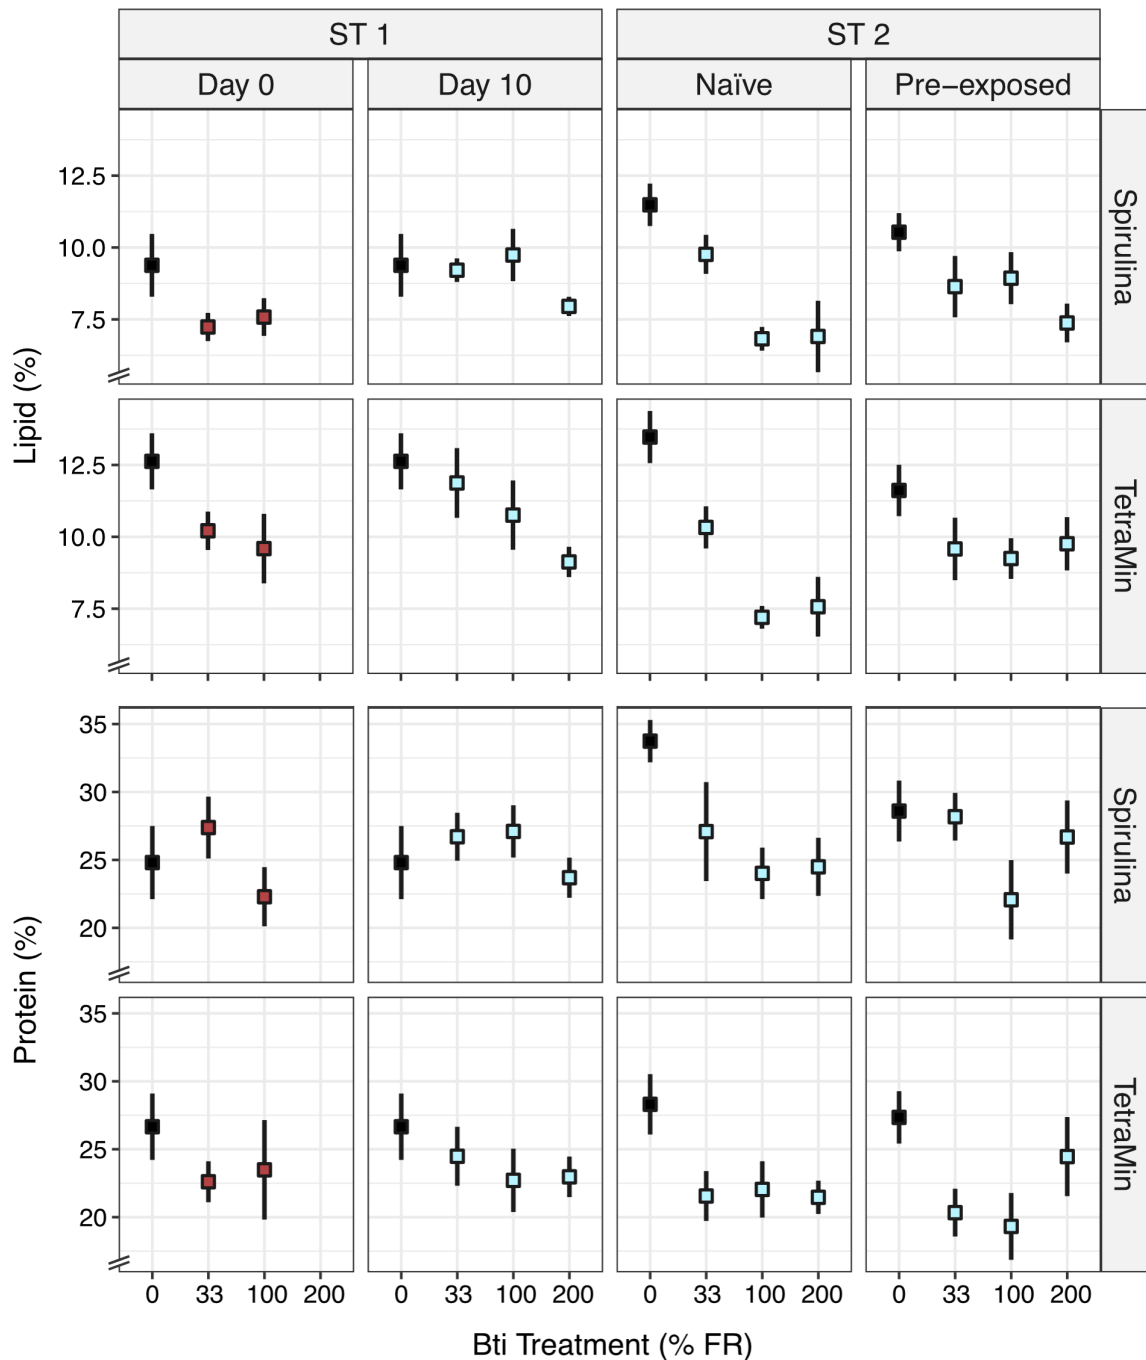 ST 1
ST 2
Day 0
Day 10
Naïve
Pre−exposed
12.5
10.0
7.5
Spirulina
Lipid (%)
12.5
10.0
7.5
TetraMin
35
30
25
20
Spirulina
Protein (%)
35
30
25
20
TetraMin
0 33 100 200
0 33 100 200
0 33 100 200
0 33 100 200
Bti Treatment (% FR)